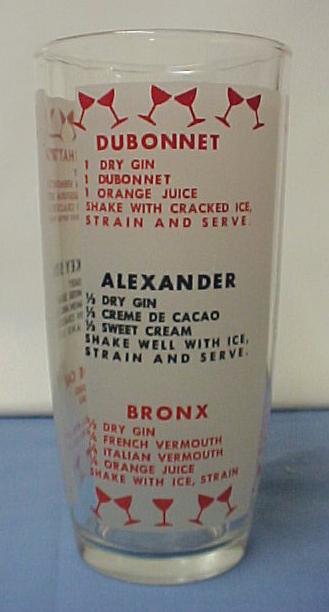 DUBONNET
1 DRY GIN
1 DUBONNET
1 ORANGE JUICE
SHAKE WITH CRACKED ICE,
STRAIN AND SERVE.
ALEXANDER
⅓ DRY GIN
⅓ CREME DE CACAO
⅓ SWEET CREAM
SHAKE WELL WITH ICE,
STRAIN AND SERVE.
BRONX
DRY GIN
FRENCH VERMOUTH
ITALIAN VERMOUTH
ORANGE JUICE
SHAKE WITH ICE, STRAIN